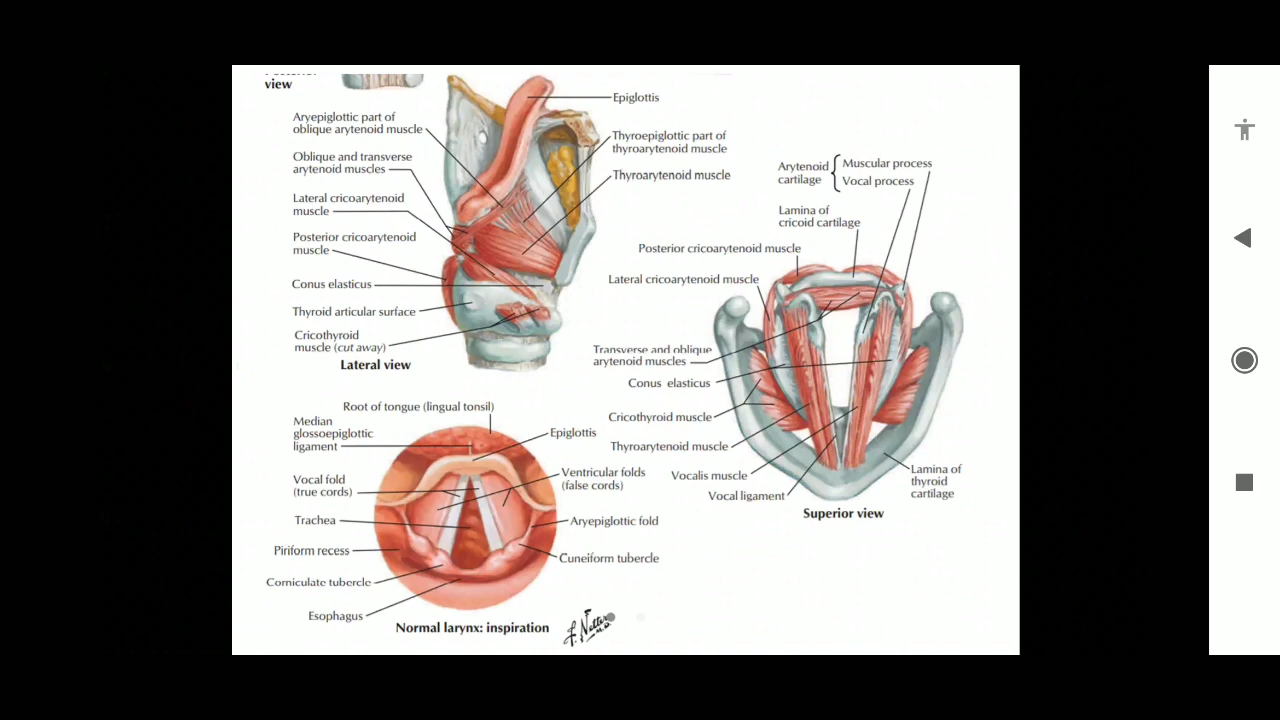 view
Epiglottis
Aryepiglottic part of
oblique arytenoid muscle
Thyroepiglottic part of
thyroarytenoid muscle
Oblique and transverse
arytenoid muscles
Thyroarytenoid muscle
Lateral cricoarytenoid
muscle
Posterior cricoarytenoid
muscle
Conus elasticus
Thyroid articular surface
Cricothyroid
muscle (cut away)
Lateral view
Arytenoid
cartilage
Muscular process
Vocal process
Lamina of
cricoid cartilage
Posterior cricoarytenoid muscle
Lateral cricoarytenoid muscle
Transverse and oblique
arytenoid muscles
Conus elasticus
Cricothyroid muscle
Thyroarytenoid muscle
Vocalis muscle
Vocal ligament
Lamina of
thyroid
cartilage
Superior view
Root of tongue (lingual tonsil)
Median
glossoepiglottic
ligament
Epiglottis
Vocal fold
(true cords)
Ventricular folds
(false cords)
Trachea
Aryepiglottic fold
Piriform recess
Cuneiform tubercle
Corniculate tubercle
Esophagus
Normal larynx: inspiration